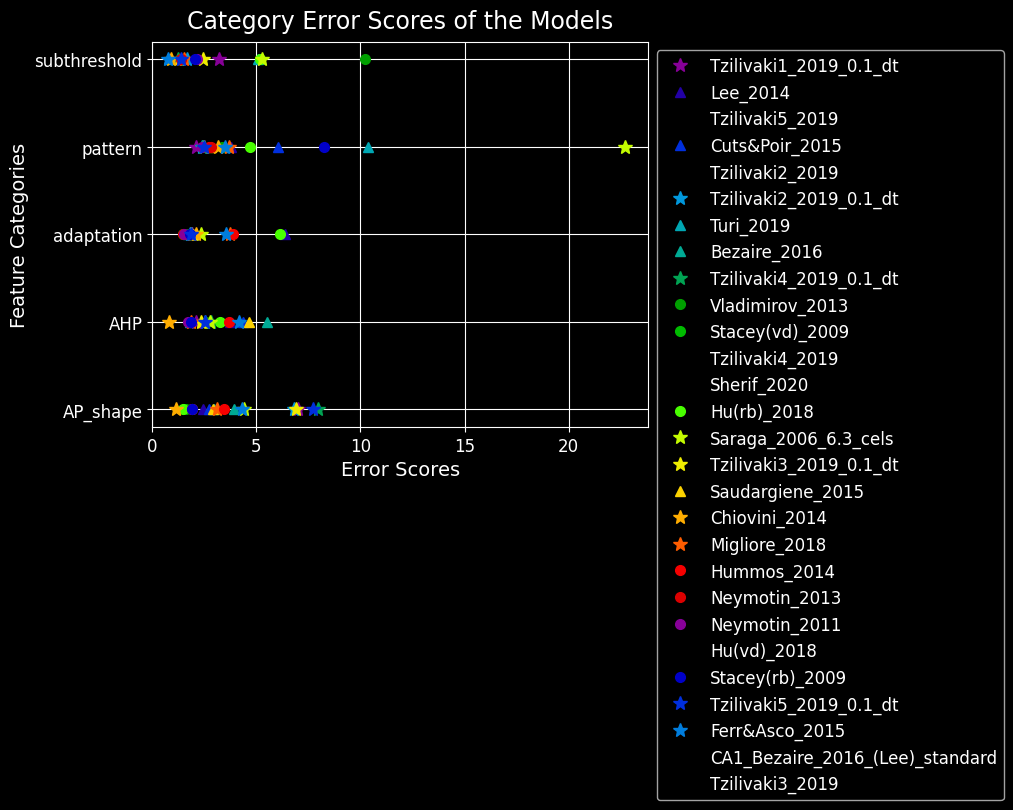 Category Error Scores of the Models
Feature Categories
subthreshold
pattern
adaptation
AHP
AP_shape
0 5 10 15 20
Error Scores
Tzilivaki1_2019_0.1_dt
Lee_2014
Tzilivaki5_2019
Cuts&Poir_2015
Tzilivaki2_2019
Tzilivaki2_2019_0.1_dt
Turi_2019
Bezaire_2016
Tzilivaki4_2019_0.1_dt
Vladimirov_2013
Stacey(vd)_2009
Tzilivaki4_2019
Sherif_2020
Hu(rb)_2018
Saraga_2006_6.3_cels
Tzilivaki3_2019_0.1_dt
Saudargiene_2015
Chiovini_2014
Migliore_2018
Hummos_2014
Neymotin_2013
Neymotin_2011
Hu(vd)_2018
Stacey(rb)_2009
Tzilivaki5_2019_0.1_dt
Ferr&Asco_2015
CA1_Bezaire_2016_(Lee)_standard
Tzilivaki3_2019